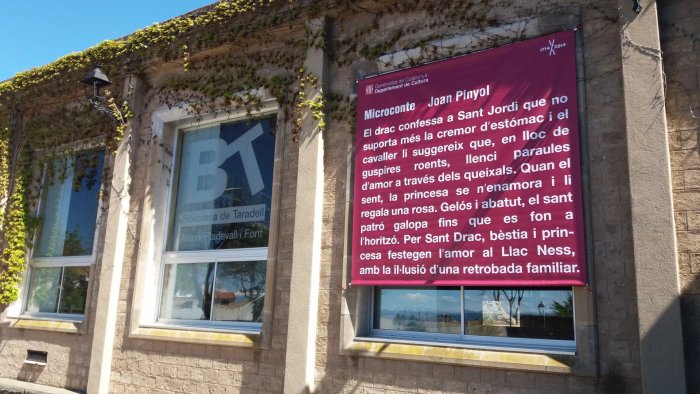 BT
Biblioteca de Taradell
Antoni Pladevall i Font
Generalitat de Catalunya
Departament de Cultura
1714 2014
Microconte Joan Pinyol
El drac confessa a Sant Jordi que no
suporta més la cremor d'estómac i el
cavaller li suggereix que, en lloc de
guspires roents, llenci paraules
d'amor a través dels queixals. Quan el
sent, la princesa se n'enamora i li
regala una rosa. Gelós i abatut, el sant
patró galopa fins que es fon a
l'horitzó. Per Sant Drac, bèstia i prin-
cesa festegen l'amor al Llac Ness,
amb la il·lusió d'una retrobada familiar.